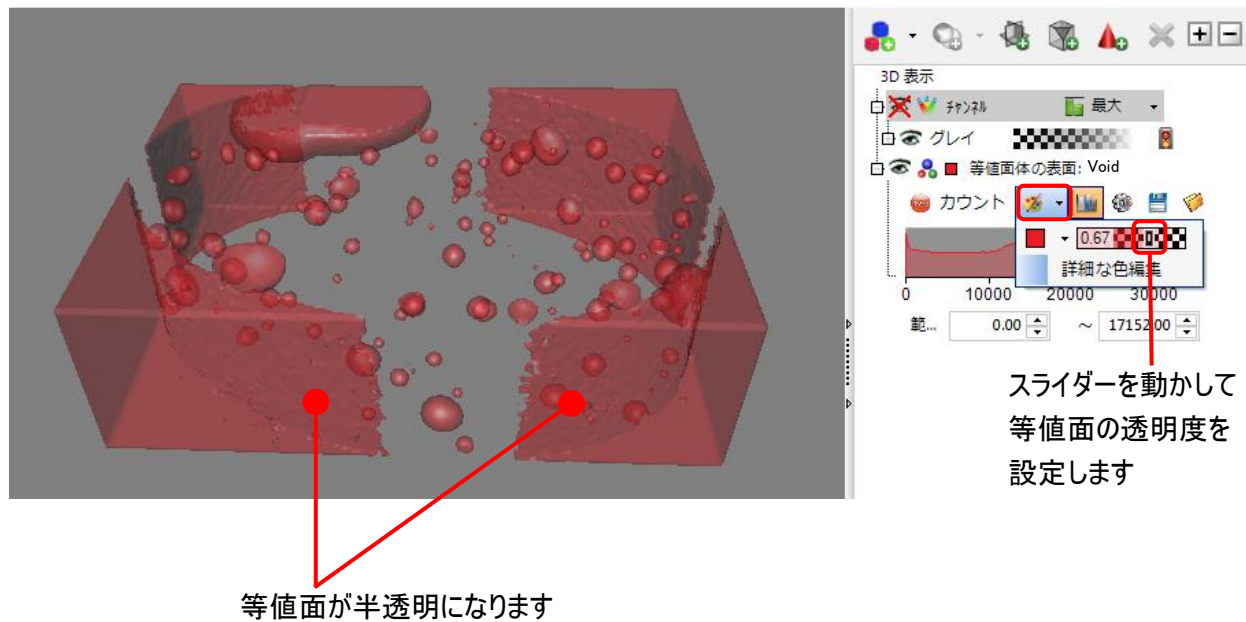 3D 表示
チャンネル 最大
グレイ
等値面体の表面: Void
カウント
0.67
詳細な色編集
0 10000 20000 30000
範... 0.00 ～ 17152.00
スライダーを動かして
等値面の透明度を
設定します
等値面が半透明になります